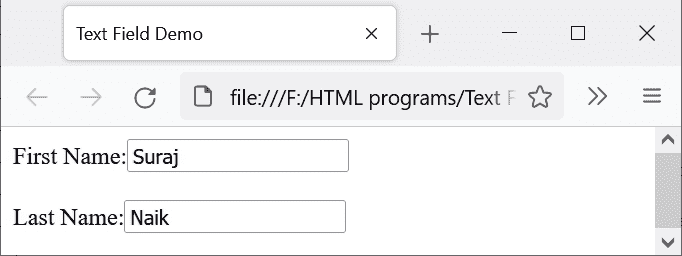 Text Field Demo
file:///F:/HTML programs/Text
First Name: Suraj
Last Name: Naik